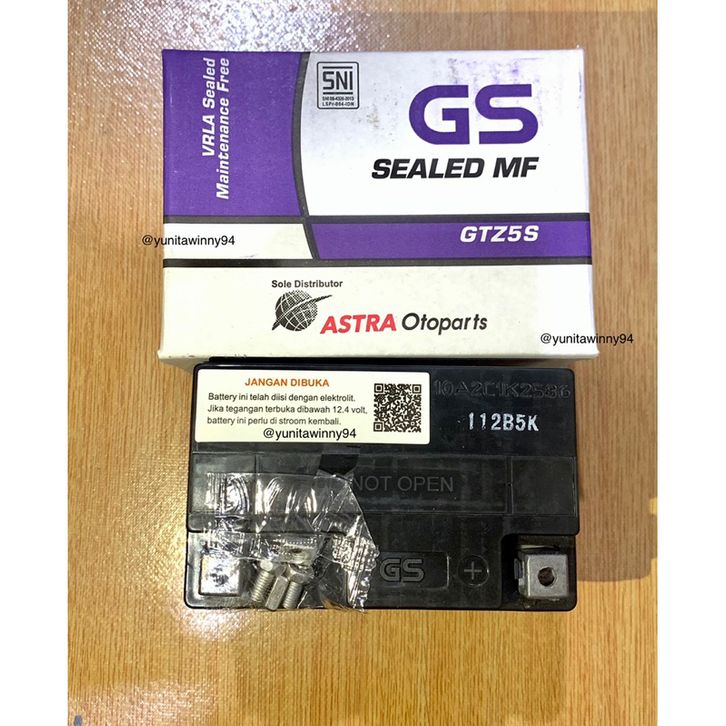 VRLA Sealed
Maintenance Free
SNI
GS
SEALED MF
GTZ5S
@yunitawinny94
Sole Distributor
ASTRA Otoparts
@yunitawinny94
JANGAN DIBUKA
Battery ini telah diisi dengan elektrolit.
Jika tegangan terbuka dibawah 12.4 volt,
battery ini perlu di stroom kembali.
@yunitawinny94
112B5K
NOT OPEN
GS
+